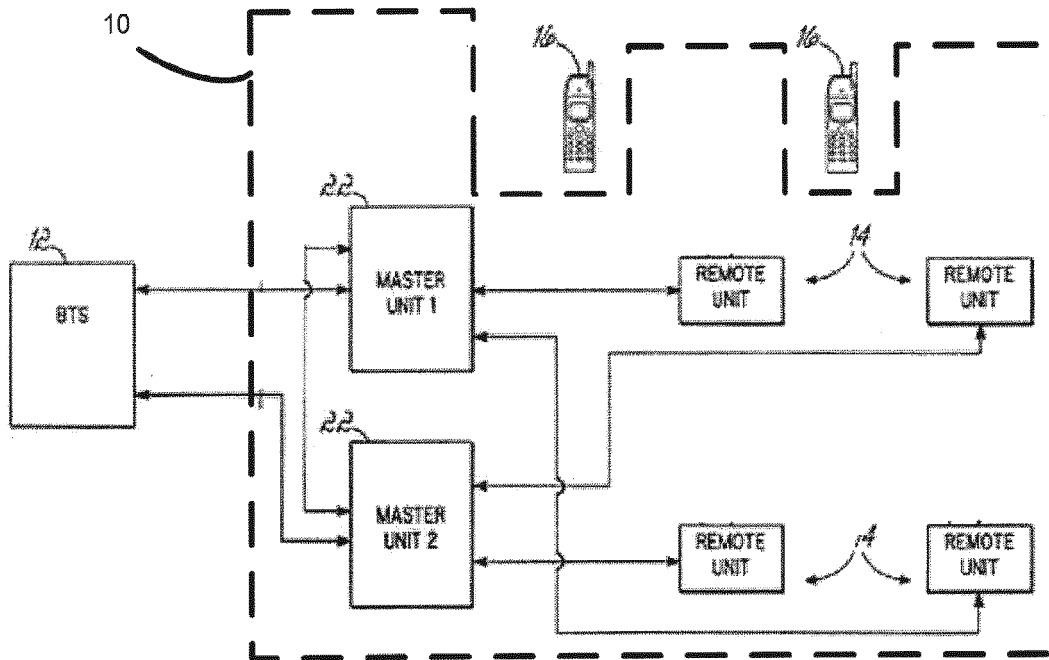 10
16
16
22
12
BTS
MASTER
UNIT 1
REMOTE
UNIT
14
REMOTE
UNIT
22
MASTER
UNIT 2
REMOTE
UNIT
14
REMOTE
UNIT